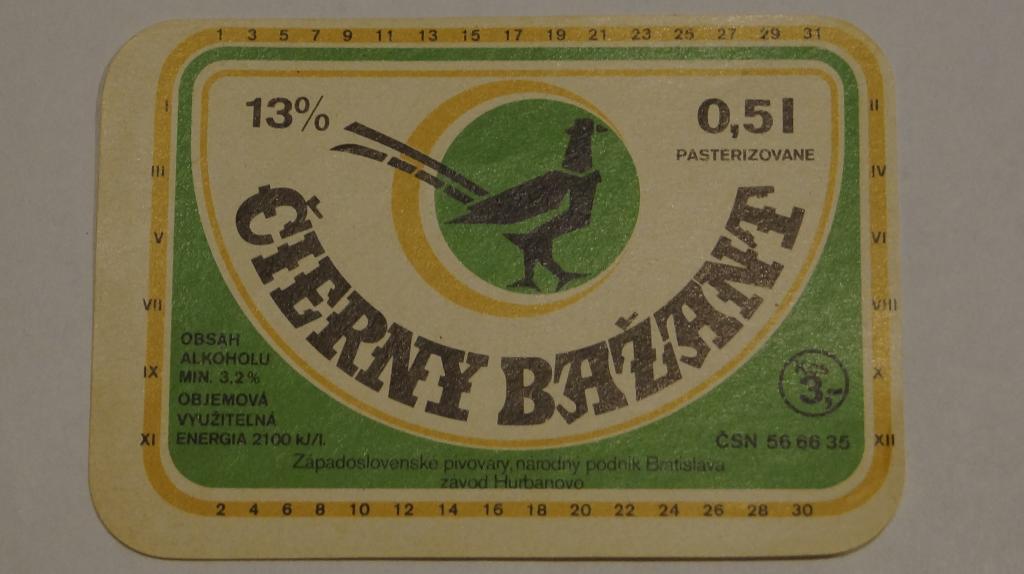 1 3 5 7 9 11 13 15 17 19 21 23 25 27 29 31
I
III
V
VII
IX
XI
II
IV
VI
VIII
X
XII
13%
0,5 l
PASTERIZOVANE
ČIERNY BAŽANT
OBSAH
ALKOHOLU
MIN. 3,2%
OBJEMOVÁ
VYUŽITEĽNÁ
ENERGIA 2100 kJ/l.
Kčs
3,-
ČSN 56 66 35
Západoslovenské pivovary, národný podnik Bratislava
závod Hurbanovo
2 4 6 8 10 12 14 16 18 20 22 24 26 28 30